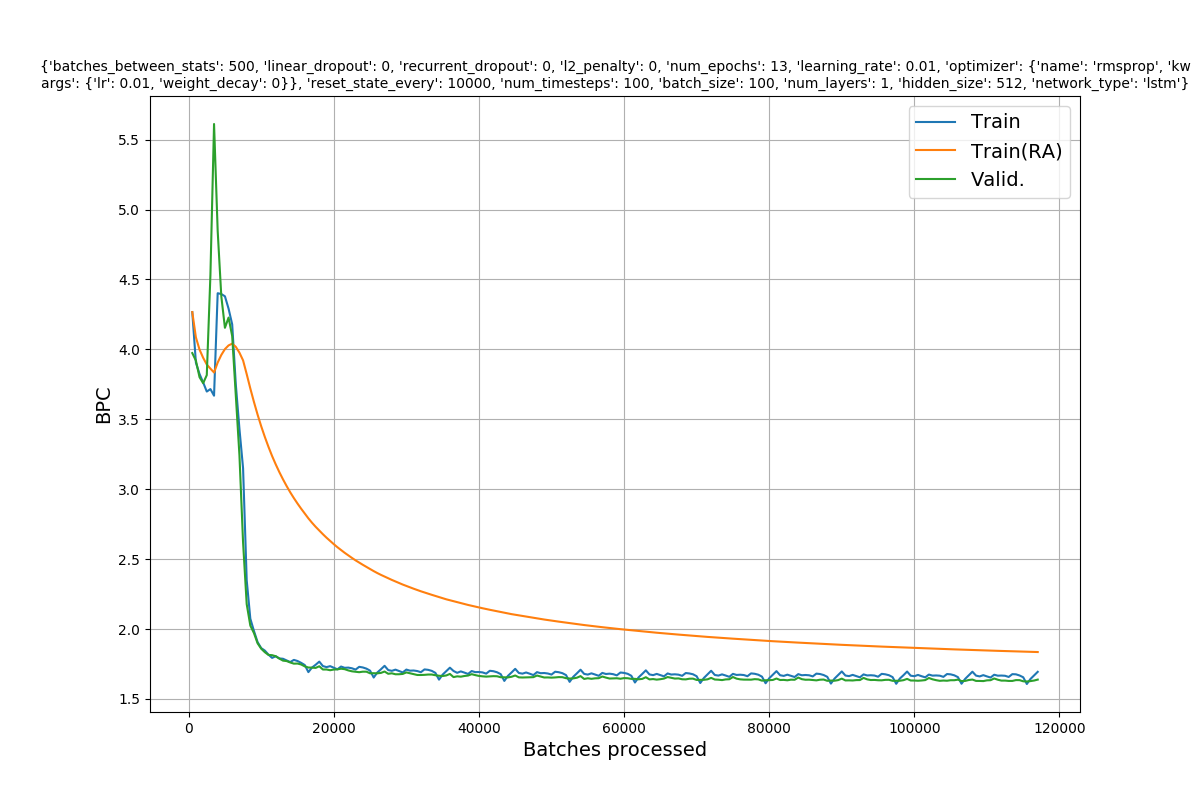 {'batches_between_stats': 500, 'linear_dropout': 0, 'recurrent_dropout': 0, 'l2_penalty': 0, 'num_epochs': 13, 'learning_rate': 0.01, 'optimizer': {'name': 'rmsprop', 'kw
args': {'lr': 0.01, 'weight_decay': 0}}, 'reset_state_every': 10000, 'num_timesteps': 100, 'batch_size': 100, 'num_layers': 1, 'hidden_size': 512, 'network_type': 'lstm'}
Train
Train(RA)
Valid.
5.5
5.0
4.5
4.0
3.5
3.0
2.5
2.0
1.5
BPC
0 20000 40000 60000 80000 100000 120000
Batches processed